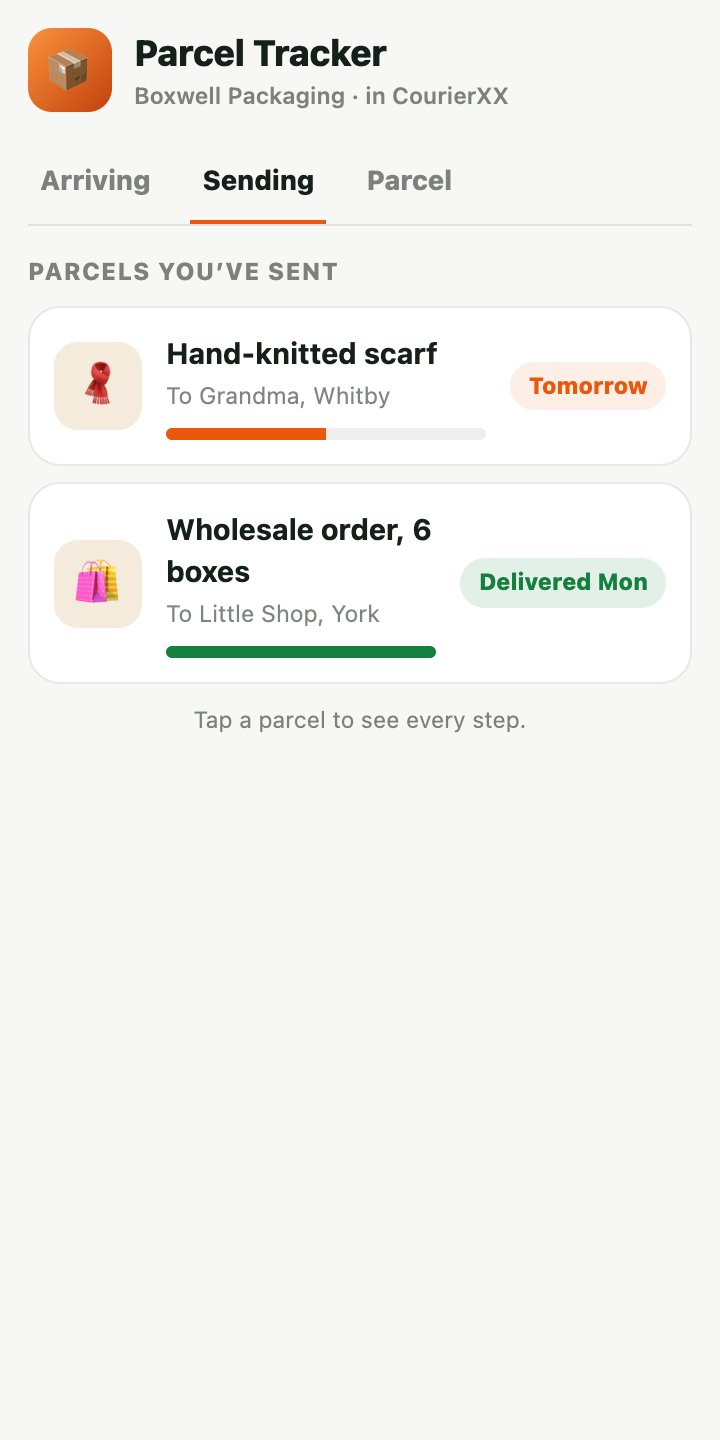 Parcel Tracker
Boxwell Packaging · in CourierXX
Arriving
Sending
Parcel
PARCELS YOU’VE SENT
Hand-knitted scarf
To Grandma, Whitby
Tomorrow
Wholesale order, 6
boxes
To Little Shop, York
Delivered Mon
Tap a parcel to see every step.